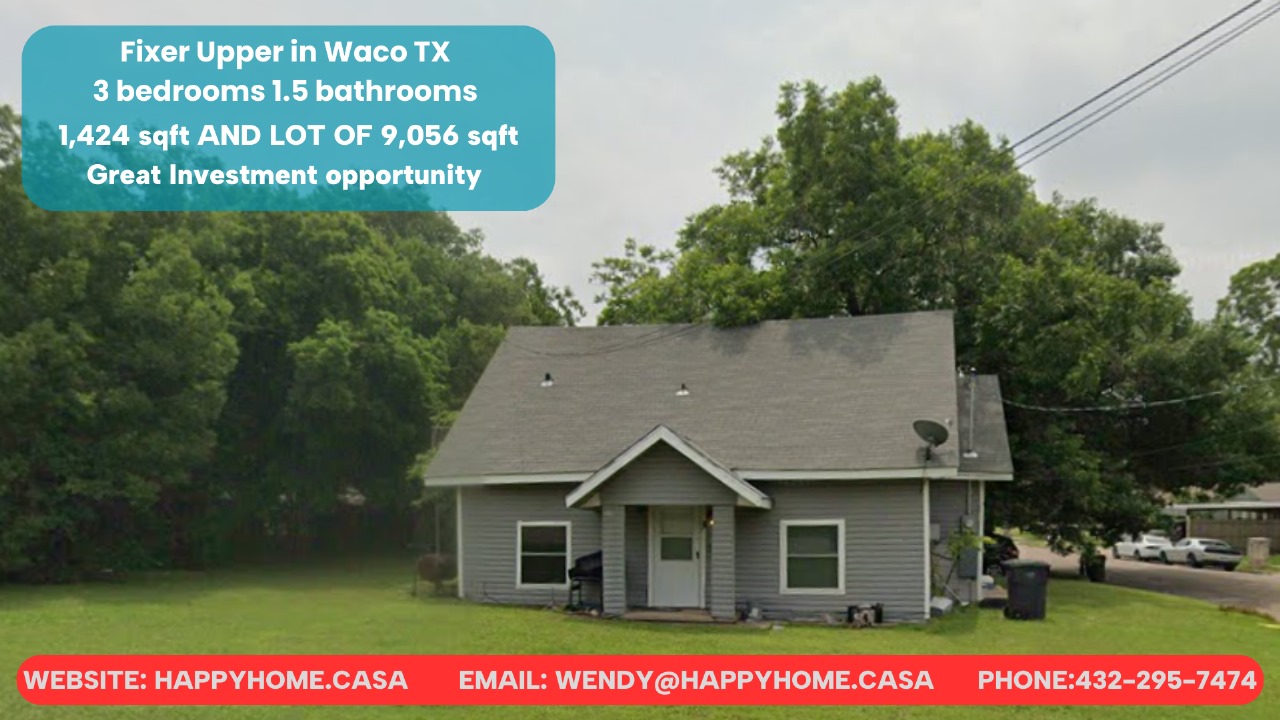 Fixer Upper in Waco TX
3 bedrooms 1.5 bathrooms
1,424 sqft AND LOT OF 9,056 sqft
Great Investment opportunity
WEBSITE: HAPPYHOME.CASA EMAIL: WENDY@HAPPYHOME.CASA PHONE:432-295-7474